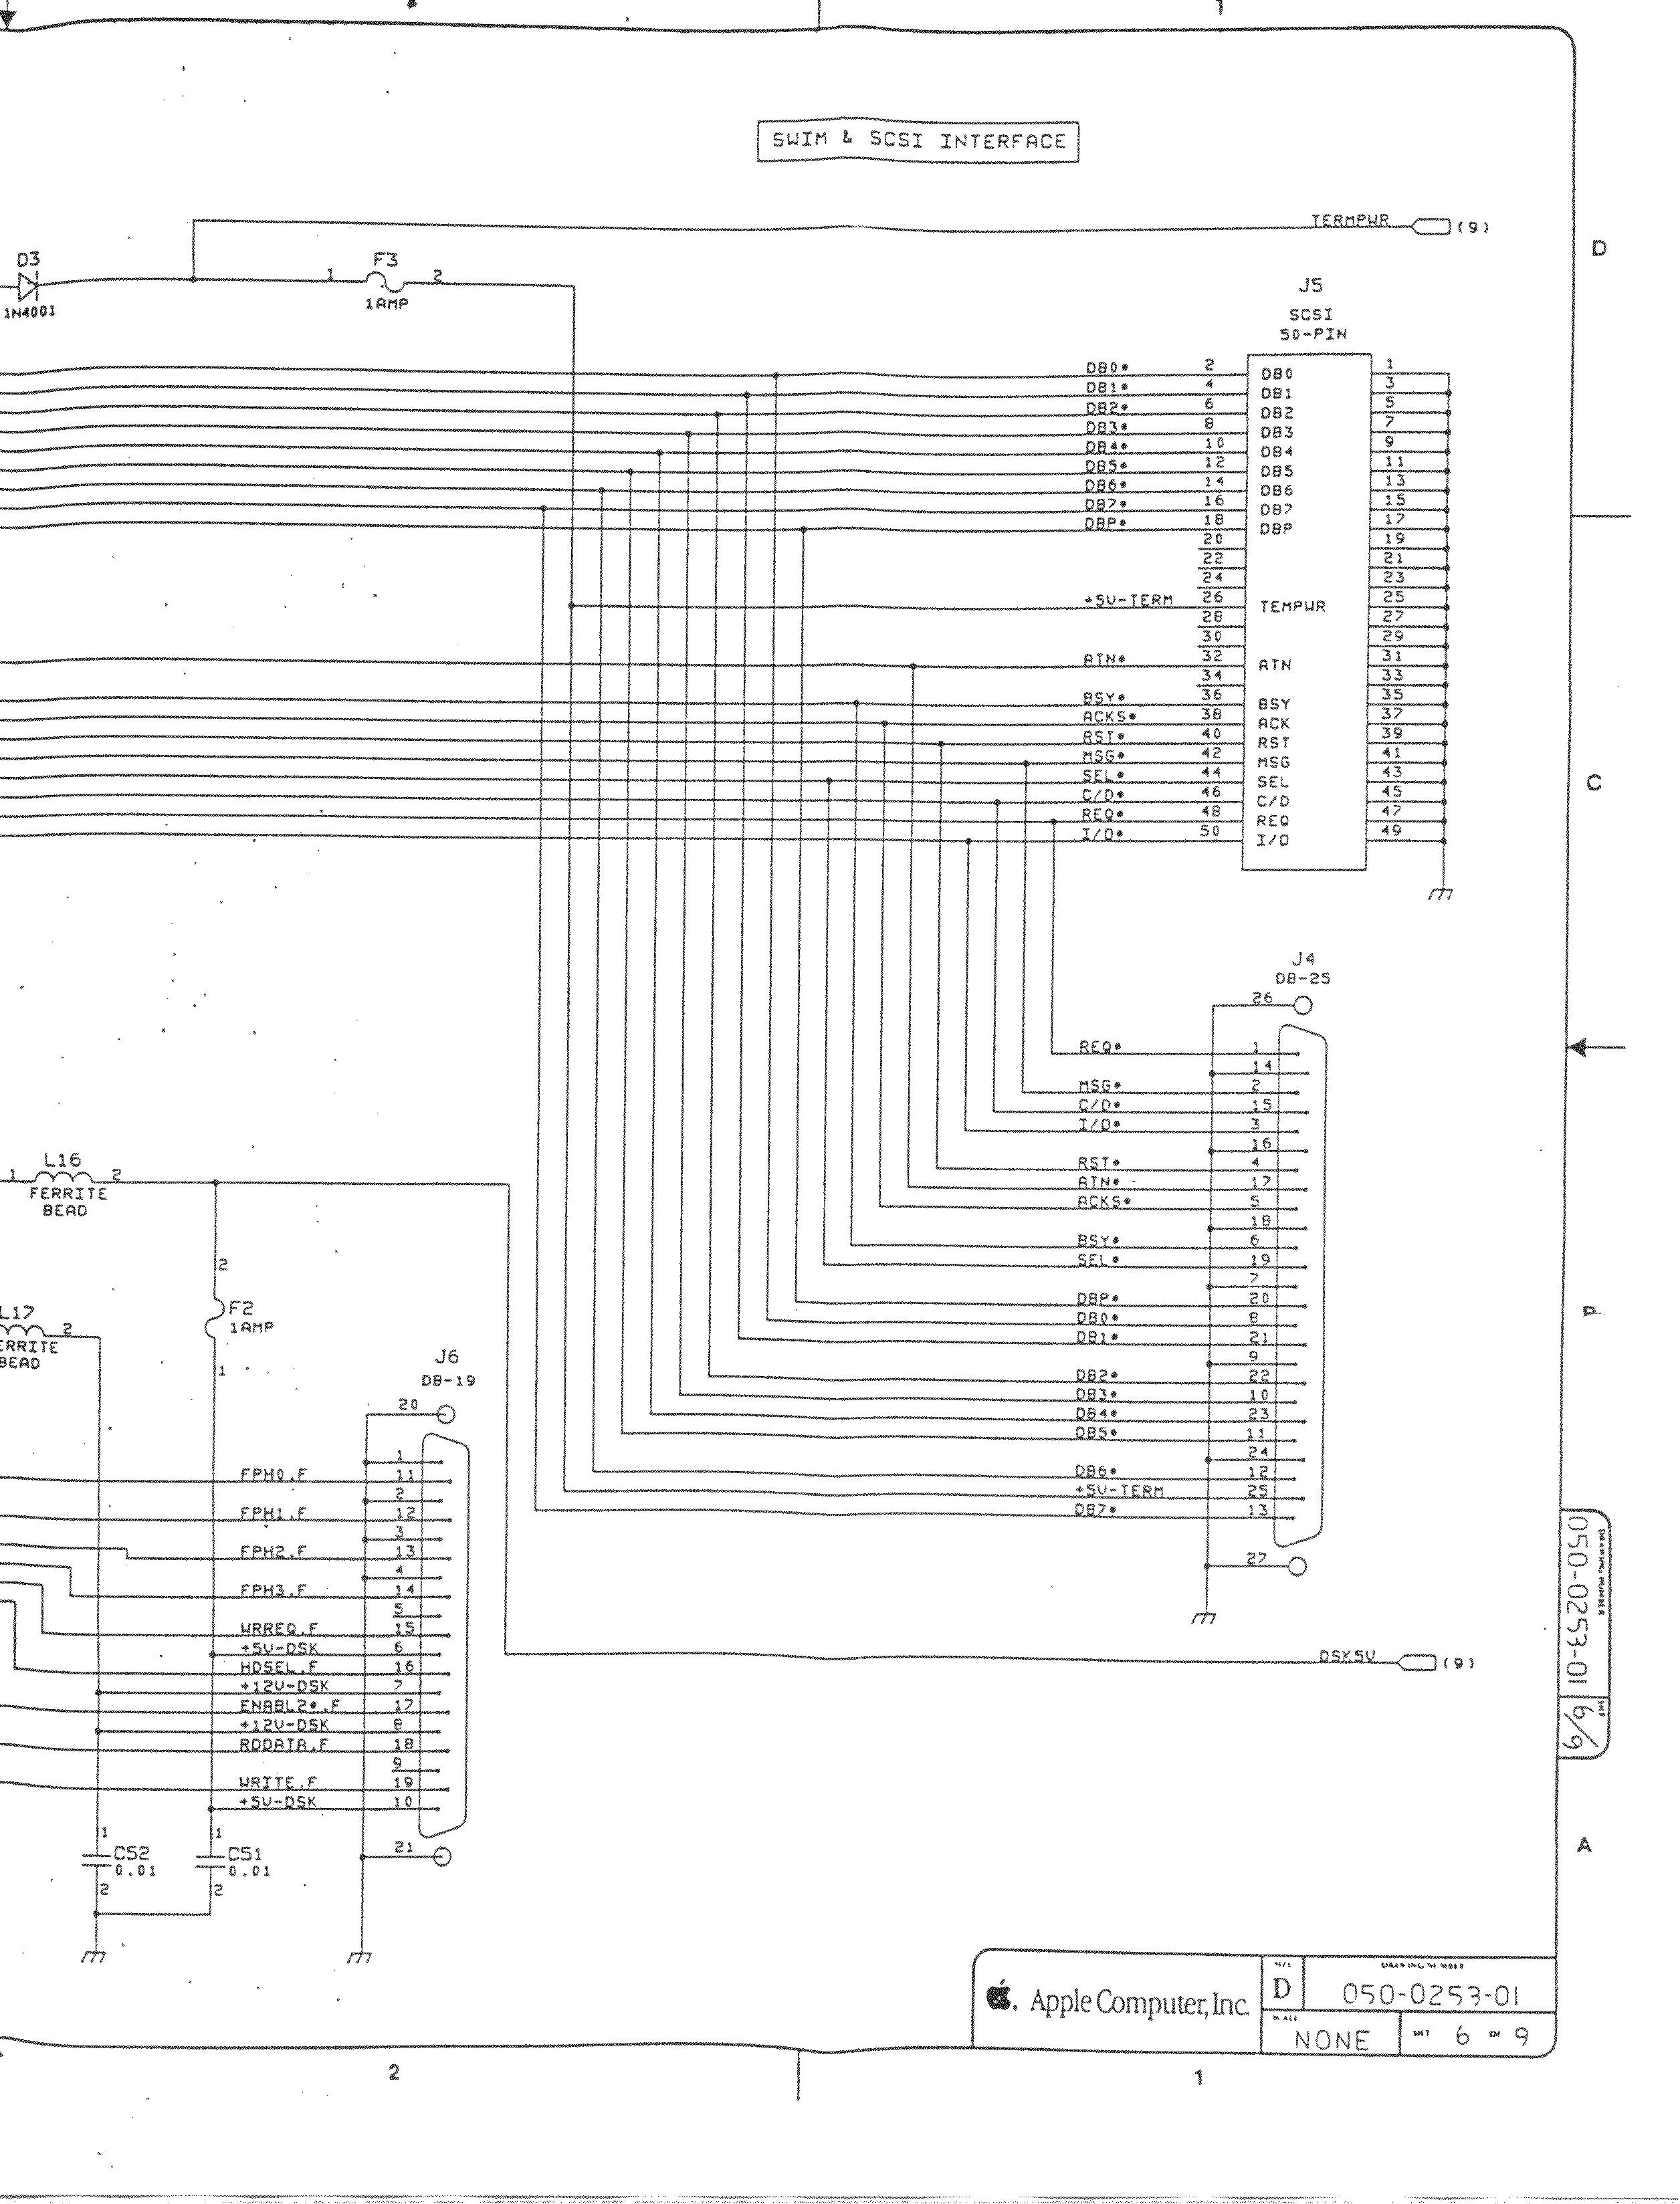 SWIM & SCSI INTERFACE
TERMPWR (9)
D
D3
1N4001
1 F3 2
1AMP
J5
SCSI
50-PIN
DB0• 2 DB0 1
DB1• 4 DB1 3
DB2• 6 DB2 5
DB3• 8 DB3 7
DB4• 10 DB4 9
DB5• 12 DB5 11
DB6• 14 DB6 13
DB7• 16 DB7 15
DBP• 18 DBP 17
20 19
22 21
24 23
+5V-TERM 26 TEMPWR 25
28 27
30 29
ATN• 32 ATN 31
34 33
BSY• 36 BSY 35
ACKS• 38 ACK 37
RST• 40 RST 39
MSG• 42 MSG 41
SEL• 44 SEL 43
C/D• 46 C/D 45
REQ• 48 REQ 47
I/O• 50 I/O 49
C
J4
DB-25
26
REQ• 1
14
MSG• 2
C/D• 15
I/O• 3
16
RST• 4
ATN• 17
ACKS• 5
18
BSY• 6
SEL• 19
7
DBP• 20
DB0• 8
DB1• 21
9
DB2• 22
DB3• 10
DB4• 23
DB5• 11
24
DB6• 12
+5V-TERM 25
DB7• 13
27
1 L16 2
FERRITE
BEAD
2
F2
1AMP
1
L17 2
ERRITE
BEAD
J6
DB-19
20
1
FPH0.F 11
2
FPH1.F 12
3
FPH2.F 13
4
FPH3.F 14
5
WRREQ.F 15
+5V-DSK 6
HDSEL.F 16
+12V-DSK 7
ENABL2•.F 17
+12V-DSK 8
RDDATA.F 18
9
WRITE.F 19
+5V-DSK 10
21
1 C52
0.01
2
1 C51
0.01
2
DSK5V (9)
DRAWING NUMBER
050-0253-01
SHT
6/9
A
Apple Computer, Inc.
SIZE
D
DRAWING NUMBER
050-0253-01
SCALE
NONE
SHT 6 OF 9
2 1